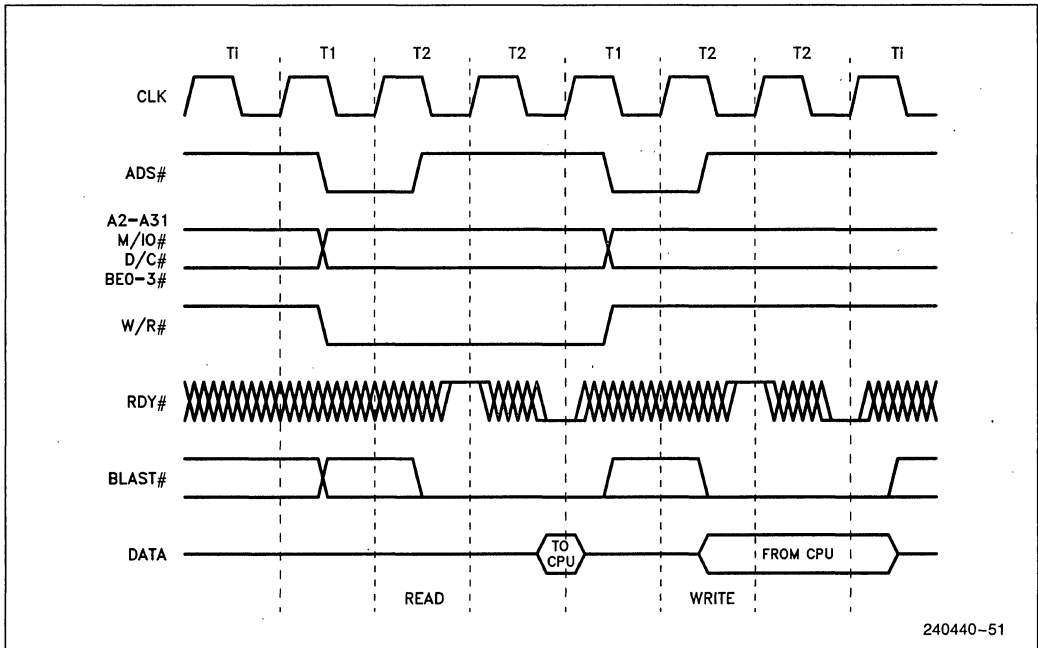 Ti T1 T2 T2 T1 T2 T2 Ti
CLK
ADS#
A2–A31
M/IO#
D/C#
BE0–3#
W/R#
RDY#
BLAST#
DATA
TO
CPU
FROM CPU
READ WRITE
240440–51